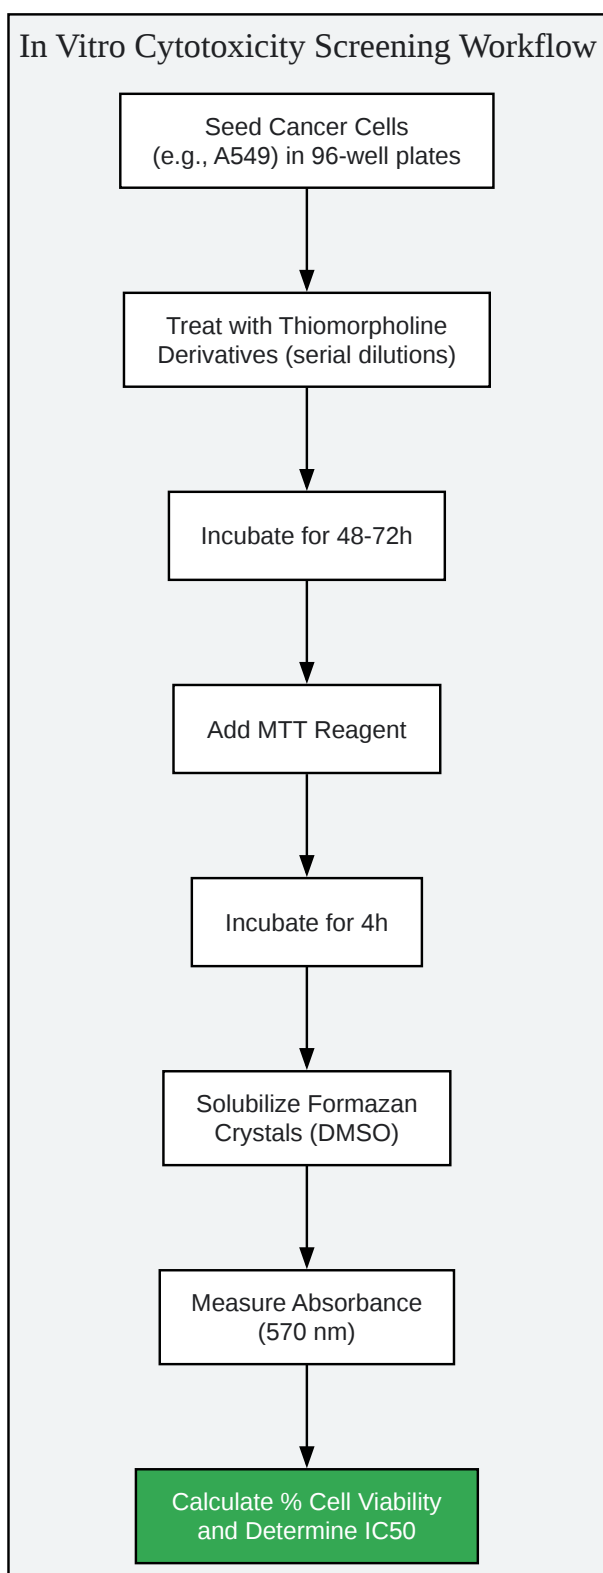 In Vitro Cytotoxicity Screening Workflow
Seed Cancer Cells
(e.g., A549) in 96-well plates
Treat with Thiomorpholine
Derivatives (serial dilutions)
Incubate for 48-72h
Add MTT Reagent
Incubate for 4h
Solubilize Formazan
Crystals (DMSO)
Measure Absorbance
(570 nm)
Calculate % Cell Viability
and Determine IC50